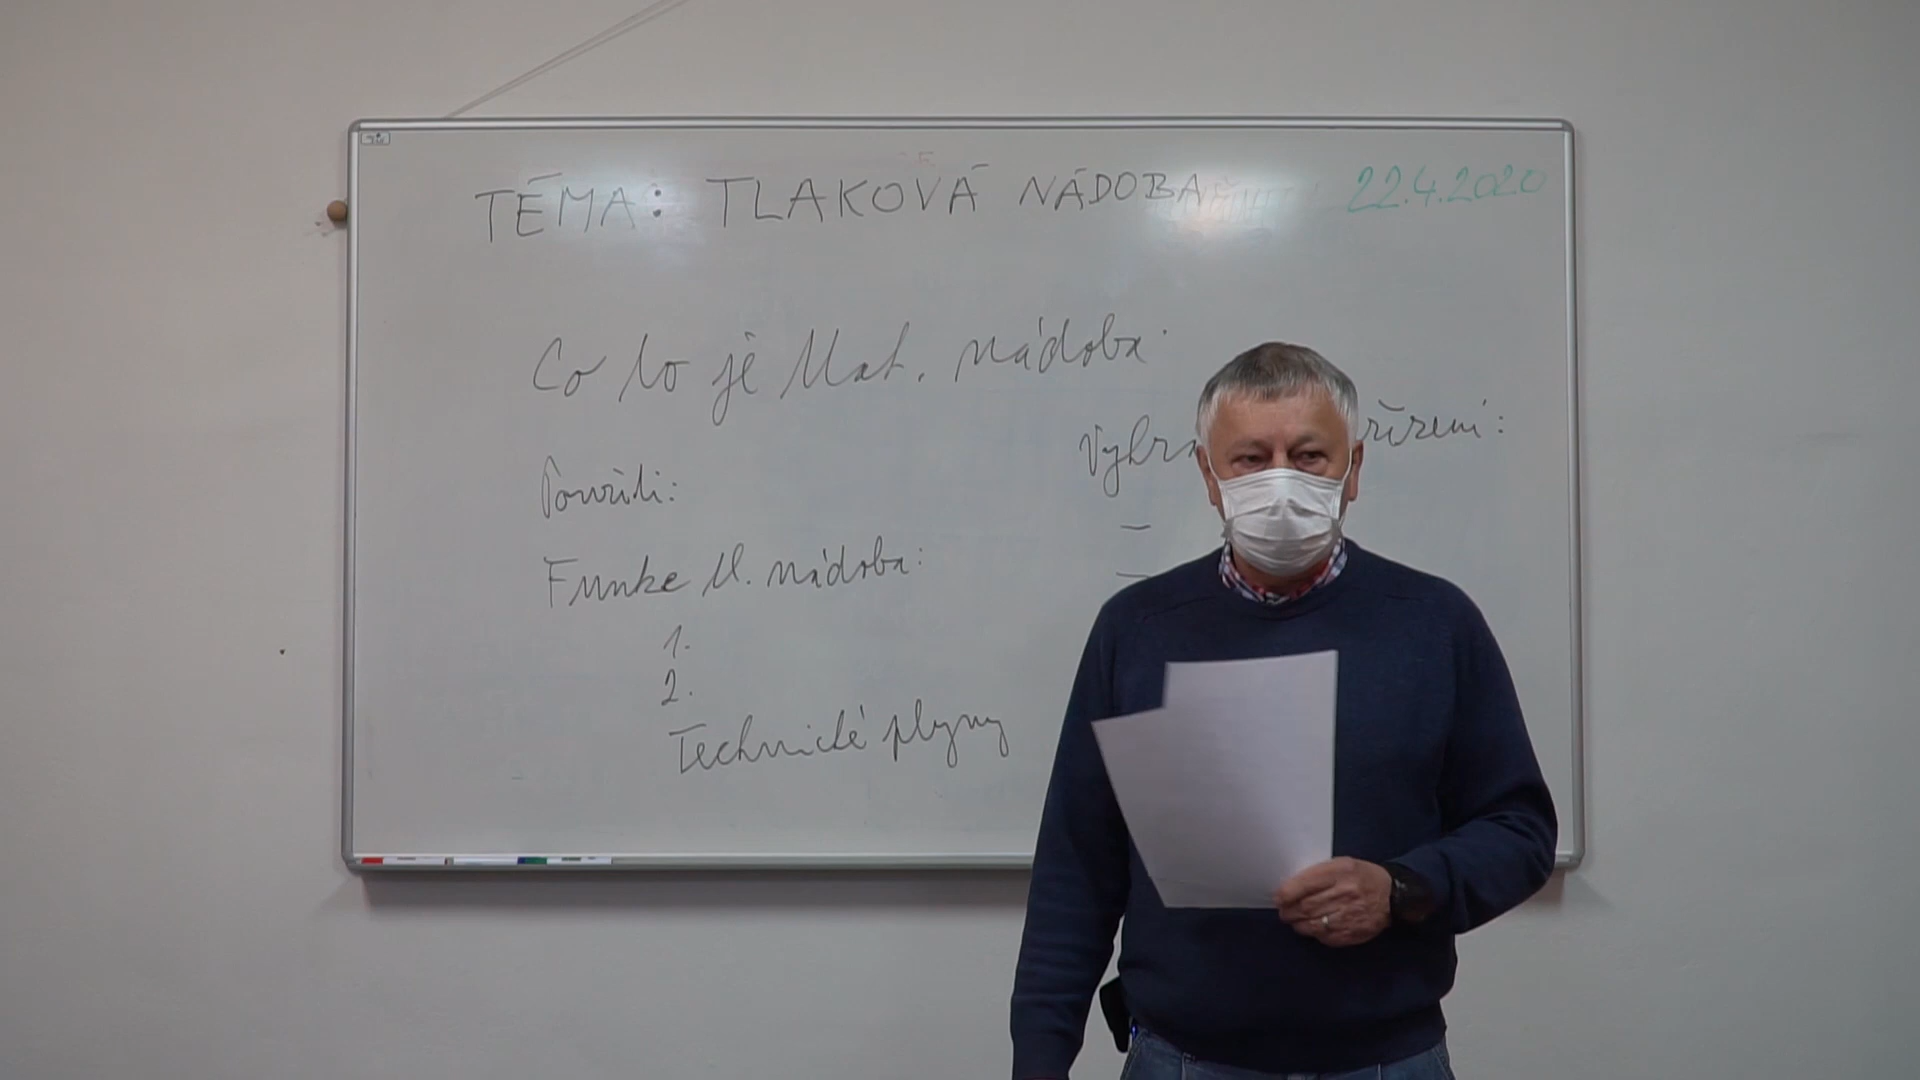 TÉMA: TLAKOVÁ NÁDOBA
22.4.2020
Co to je tlak. nádoba
Použití:
Funkce tl. nádoba:
1.
2.
Technické plyny
–
–